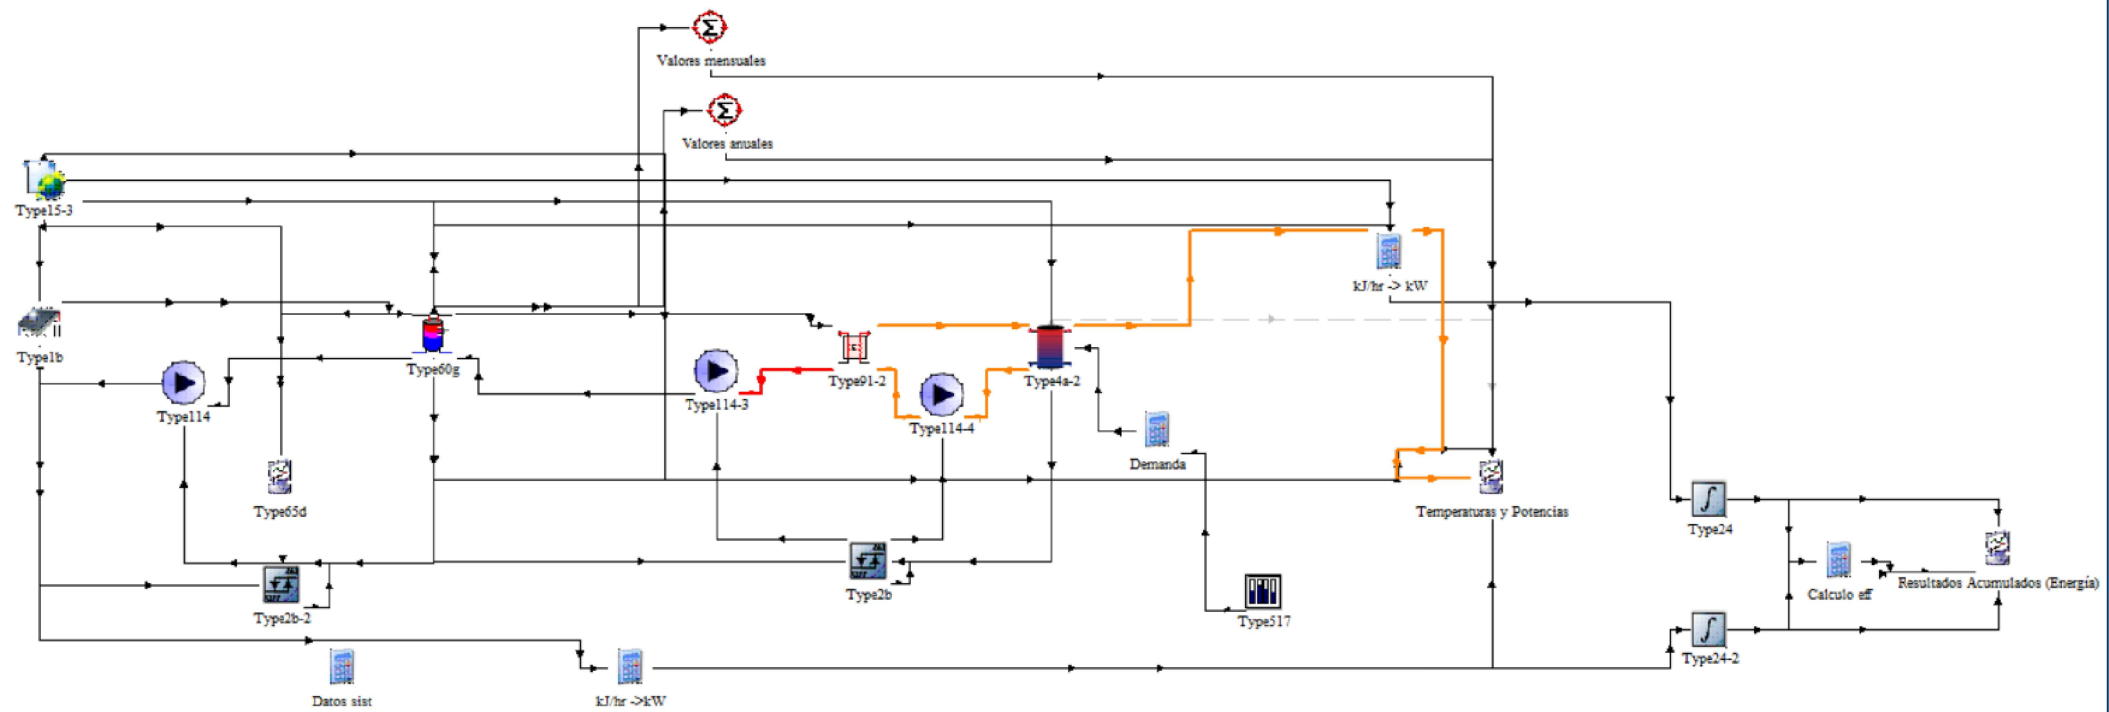 Valores mensuales
Valores anuales
Type15-3
kJ/hr -> kW
Type1b
Type60g
Type91-2
Type4a-2
Type114
Type114-3
Type114-4
Demanda
Type65d
Temperaturas y Potencias
Type24
Calculo eff
Resultados Acumulados (Energía)
Type2b-2
Type2b
Type517
Type24-2
Datos sist
kJ/hr ->kW